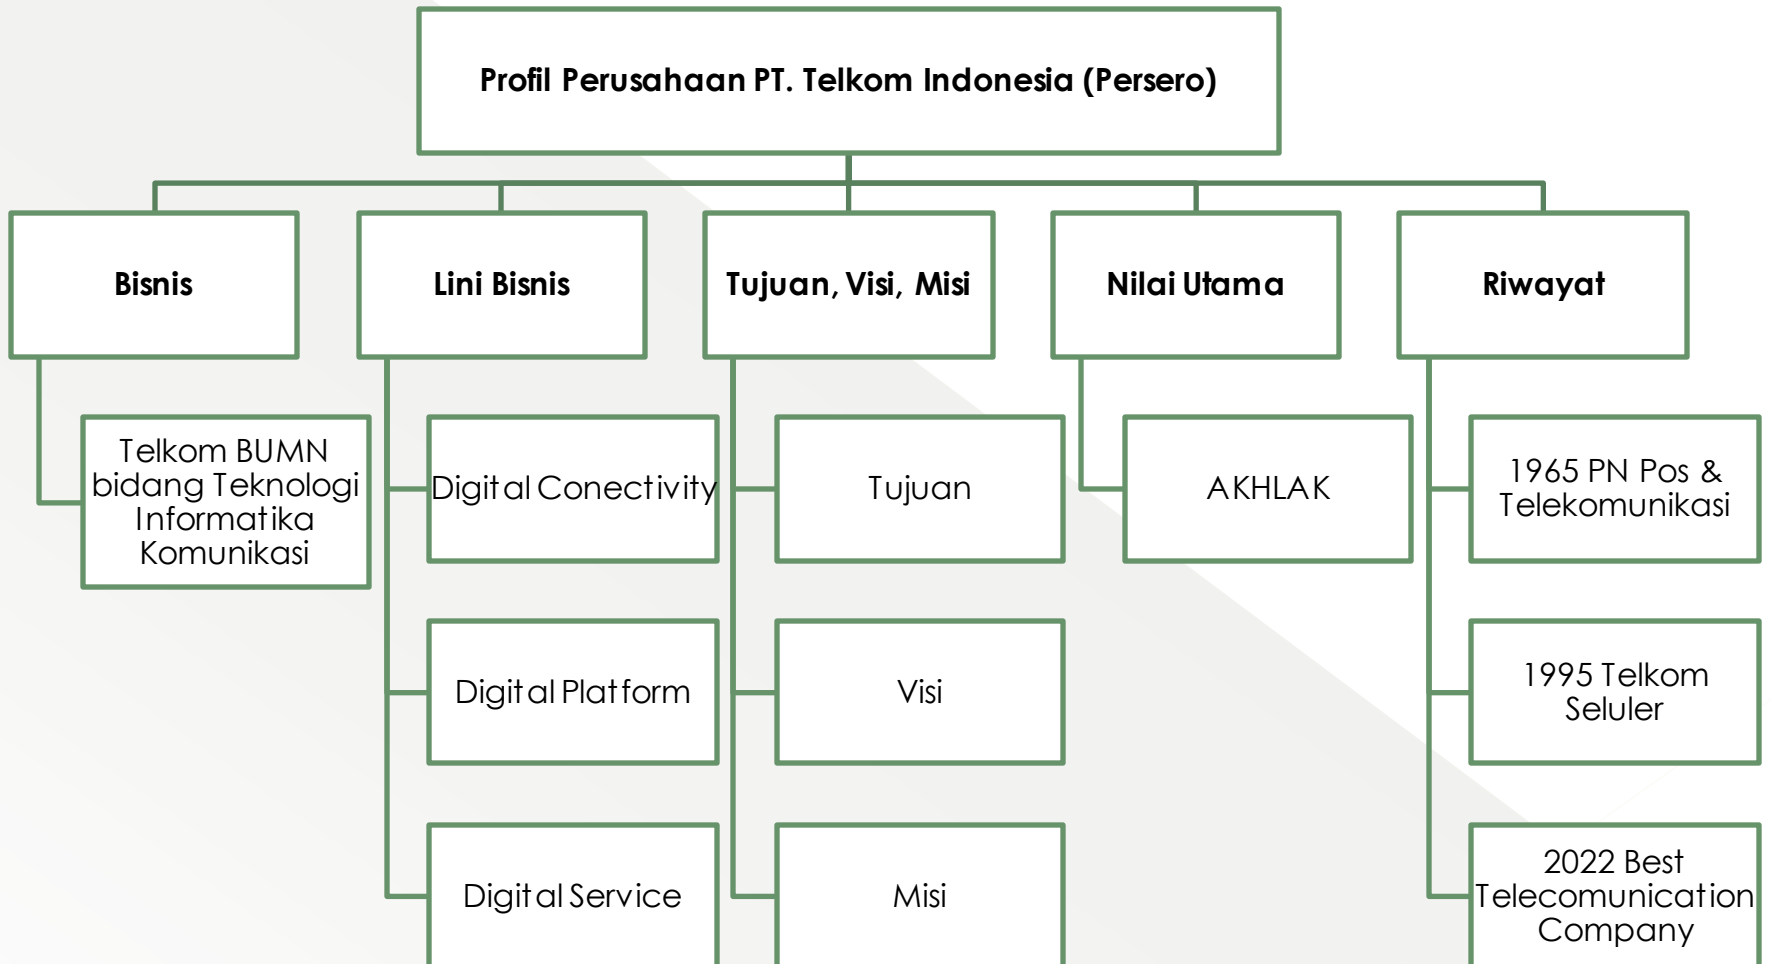 Profil Perusahaan PT. Telkom Indonesia (Persero)
Bisnis
Telkom BUMN
bidang Teknologi
Informatika
Komunikasi
Lini Bisnis
Digital Conectivity
Digital Platform
Digital Service
Tujuan, Visi, Misi
Tujuan
Visi
Misi
Nilai Utama
AKHLAK
Riwayat
1965 PN Pos &
Telekomunikasi
1995 Telkom
Seluler
2022 Best
Telecomunication
Company